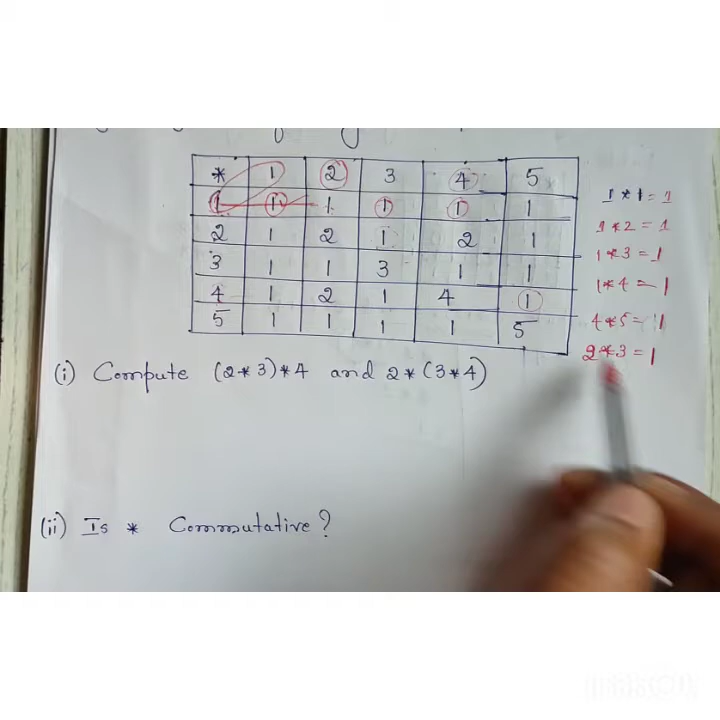 * 1 2 3 4 5
1 1 1 1 1 1
2 1 2 1 2 1
3 1 1 3 1 1
4 1 2 1 4 1
5 1 1 1 1 5
1 * 1 = 1
1 * 2 = 1
1 * 3 = 1
1 * 4 = 1
4 * 5 = 1
2 * 3 = 1
(i) Compute (2 * 3) * 4 and 2 * (3 * 4)
(ii) Is * Commutative?